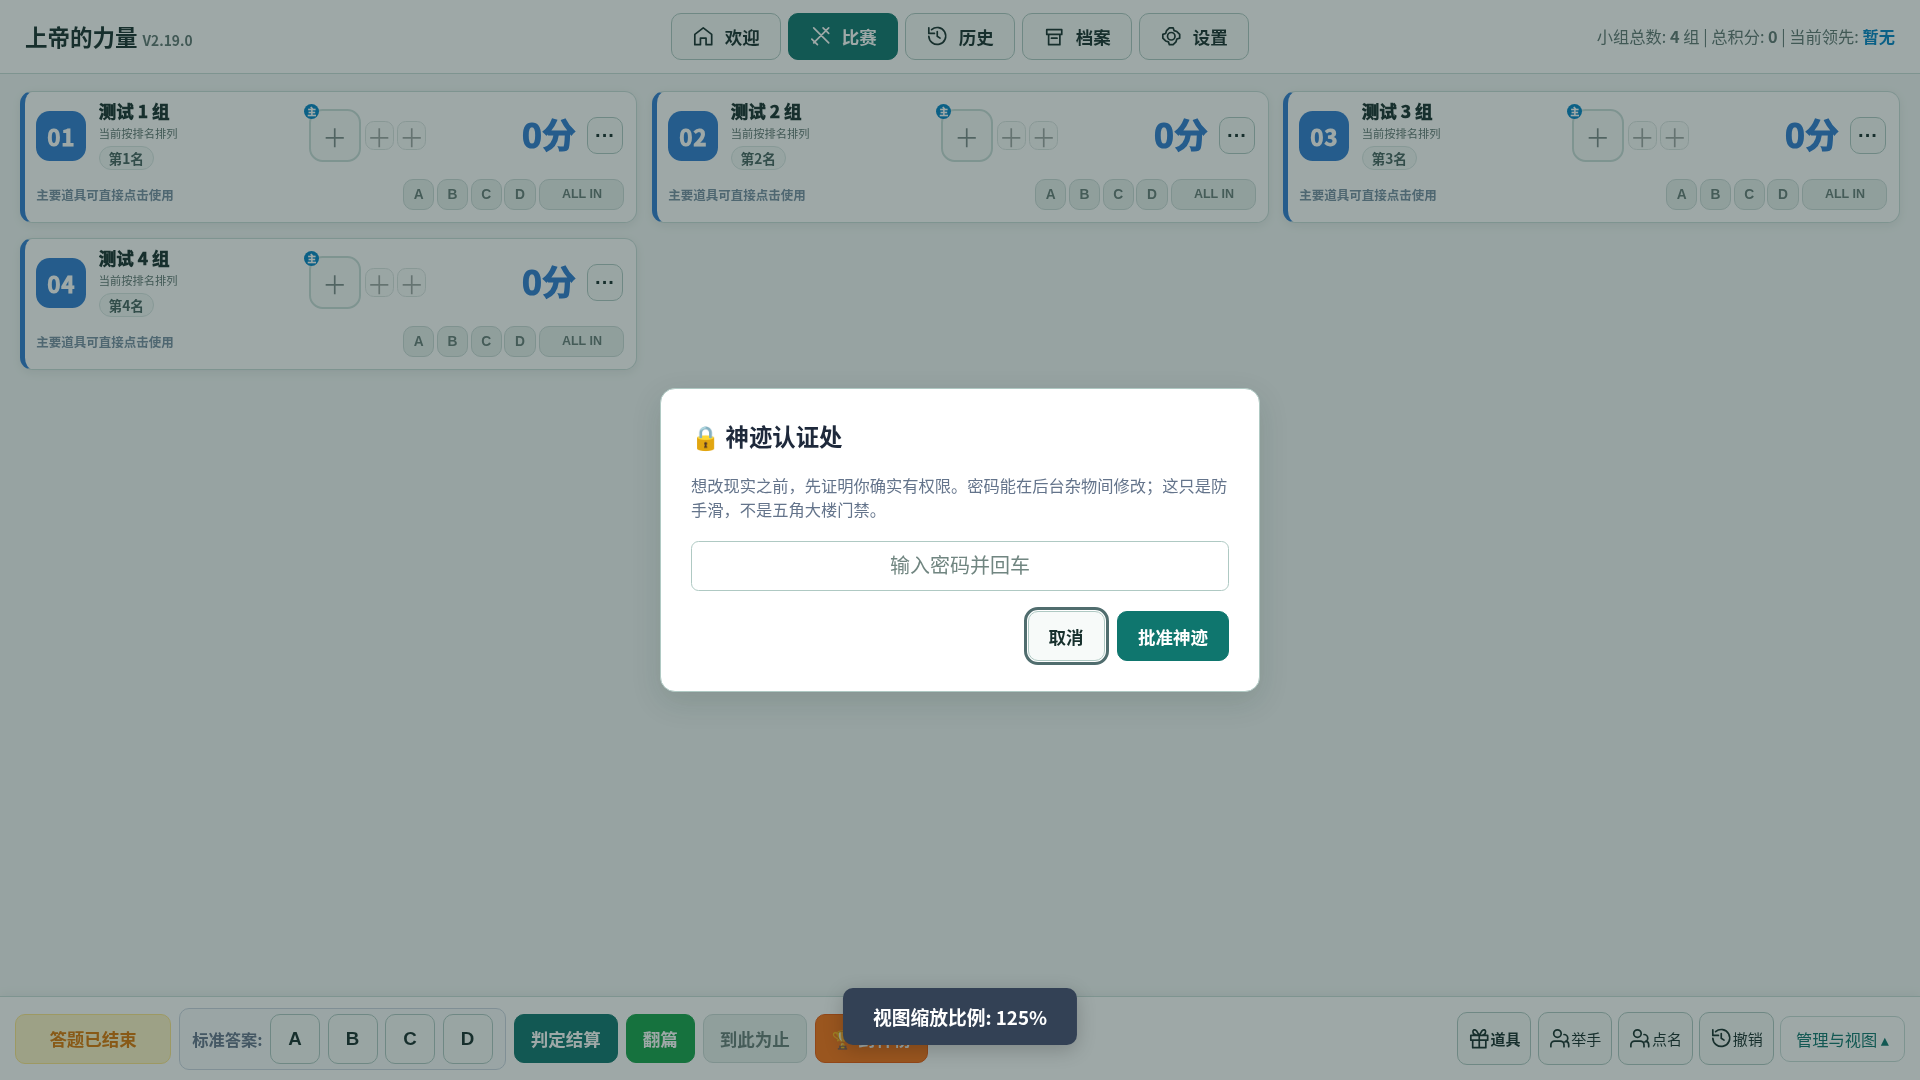 上帝的力量 V2.19.0
欢迎
比赛
历史
档案
设置
小组总数: 4 组 | 总积分: 0 | 当前领先: 暂无
01
测试 1 组
当前按排名排列
第1名
主
0分
主要道具可直接点击使用
A B C D ALL IN
02
测试 2 组
当前按排名排列
第2名
主
0分
主要道具可直接点击使用
A B C D ALL IN
03
测试 3 组
当前按排名排列
第3名
主
0分
主要道具可直接点击使用
A B C D ALL IN
04
测试 4 组
当前按排名排列
第4名
主
0分
主要道具可直接点击使用
A B C D ALL IN
神迹认证处
想改现实之前，先证明你确实有权限。密码能在后台杂物间修改；这只是防
手滑，不是五角大楼门禁。
输入密码并回车
取消
批准神迹
视图缩放比例: 125%
答题已结束
标准答案:
A B C D
判定结算
翻篇
到此为止
道具
举手
点名
撤销
管理与视图 ▴